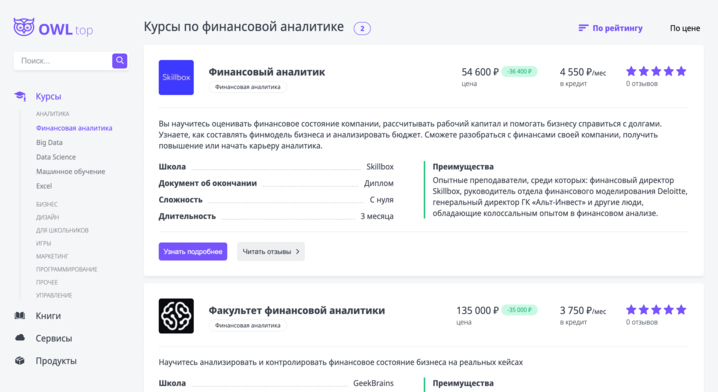 OWL top
Поиск...
Курсы
АНАЛИТИКА
Финансовая аналитика
Big Data
Data Science
Машинное обучение
Excel
БИЗНЕС
ДИЗАЙН
ДЛЯ ШКОЛЬНИКОВ
ИГРЫ
МАРКЕТИНГ
ПРОГРАММИРОВАНИЕ
ПРОЧЕЕ
УПРАВЛЕНИЕ
Книги
Сервисы
Продукты
Курсы по финансовой аналитике 2
По рейтингу По цене
Skillbox
Финансовый аналитик
Финансовая аналитика
54 600 ₽ -36 400 ₽
цена
4 550 ₽/мес
в кредит
0 отзывов
Вы научитесь оценивать финансовое состояние компании, рассчитывать рабочий капитал и помогать бизнесу справиться с долгами.
Узнаете, как составлять финмодель бизнеса и анализировать бюджет. Сможете разобраться с финансами своей компании, получить
повышение или начать карьеру аналитика.
Школа Skillbox
Документ об окончании Диплом
Сложность С нуля
Длительность 3 месяца
Преимущества
Опытные преподаватели, среди которых: финансовый директор
Skillbox, руководитель отдела финансового моделирования Deloitte,
генеральный директор ГК «Альт-Инвест» и другие люди,
обладающие колоссальным опытом в финансовом анализе.
Узнать подробнее Читать отзывы
Факультет финансовой аналитики
Финансовая аналитика
135 000 ₽ -35 000 ₽
цена
3 750 ₽/мес
в кредит
0 отзывов
Научитесь анализировать и контролировать финансовое состояние бизнеса на реальных кейсах
Школа GeekBrains
Преимущества